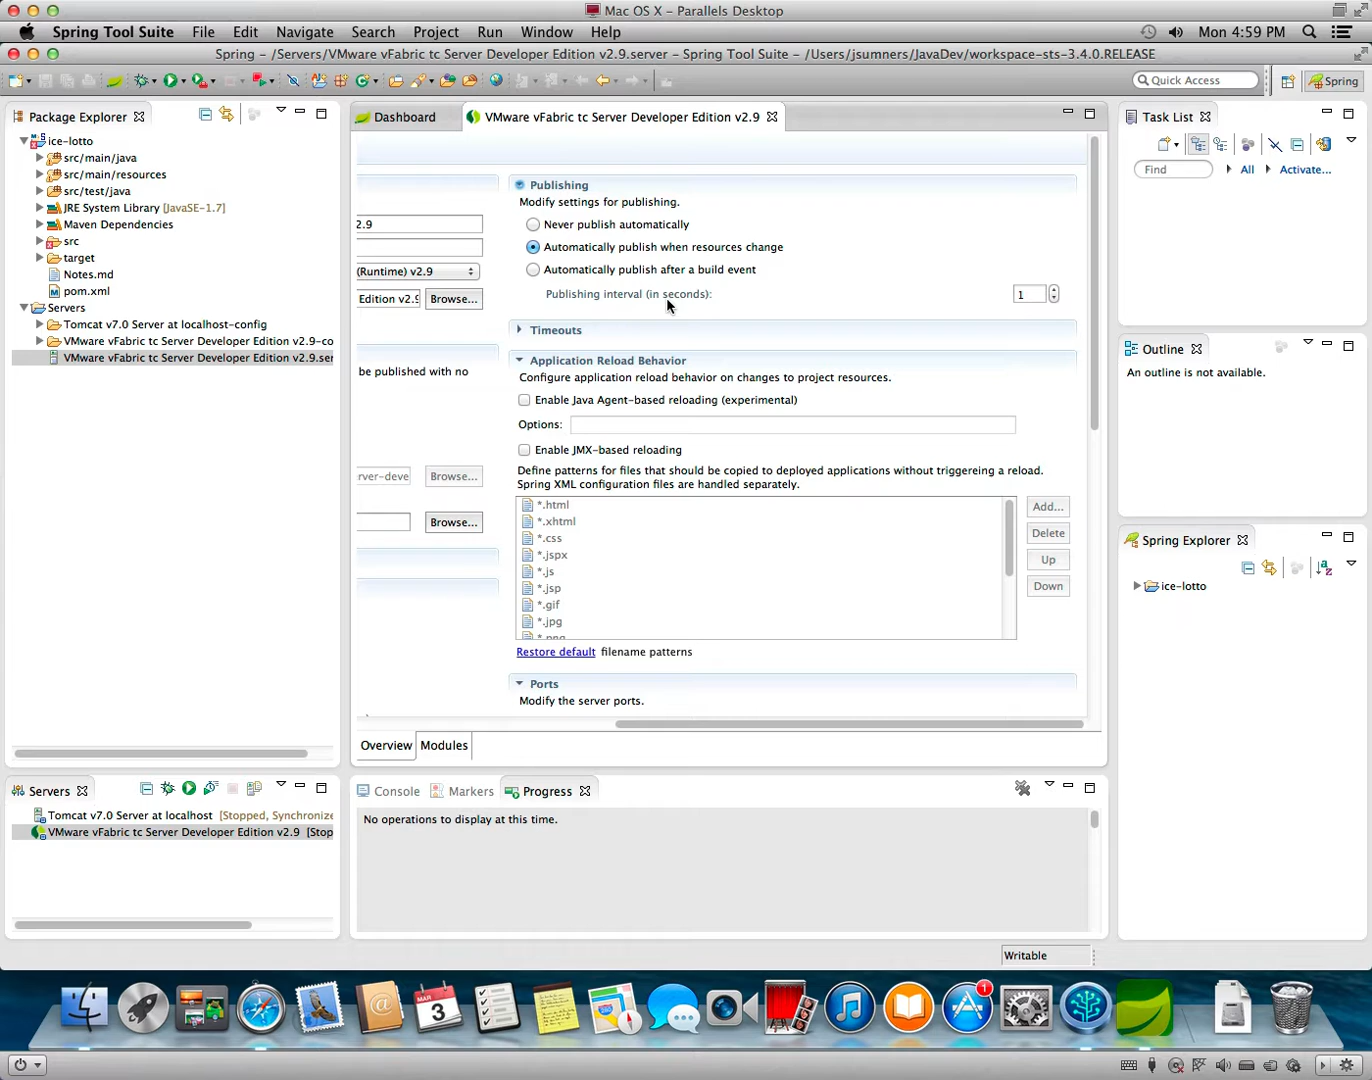 Mac OS X - Parallels Desktop
Spring Tool Suite File Edit Navigate Search Project Run Window Help Mon 4:59 PM
Spring – /Servers/VMware vFabric tc Server Developer Edition v2.9.server – Spring Tool Suite – /Users/jsumners/JavaDev/workspace-sts-3.4.0.RELEASE
Quick Access
Spring
Package Explorer
ice-lotto
src/main/java
src/main/resources
src/test/java
JRE System Library [JavaSE-1.7]
Maven Dependencies
src
target
Notes.md
pom.xml
Servers
Tomcat v7.0 Server at localhost-config
VMware vFabric tc Server Developer Edition v2.9-co
VMware vFabric tc Server Developer Edition v2.9.ser
Dashboard
VMware vFabric tc Server Developer Edition v2.9
2.9
(Runtime) v2.9
Edition v2.9
Browse...
be published with no
rver-deve
Browse...
Browse...
Publishing
Modify settings for publishing.
Never publish automatically
Automatically publish when resources change
Automatically publish after a build event
Publishing interval (in seconds):
1
Timeouts
Application Reload Behavior
Configure application reload behavior on changes to project resources.
Enable Java Agent-based reloading (experimental)
Options:
Enable JMX-based reloading
Define patterns for files that should be copied to deployed applications without triggereing a reload.
Spring XML configuration files are handled separately.
*.html
*.xhtml
*.css
*.jspx
*.js
*.jsp
*.gif
*.jpg
*.png
Add...
Delete
Up
Down
Restore default filename patterns
Ports
Modify the server ports.
Overview
Modules
Task List
Find
All
Activate...
Outline
An outline is not available.
Spring Explorer
ice-lotto
Servers
Tomcat v7.0 Server at localhost [Stopped, Synchronize
VMware vFabric tc Server Developer Edition v2.9 [Stop
Console
Markers
Progress
No operations to display at this time.
Writable
MAR
3
1